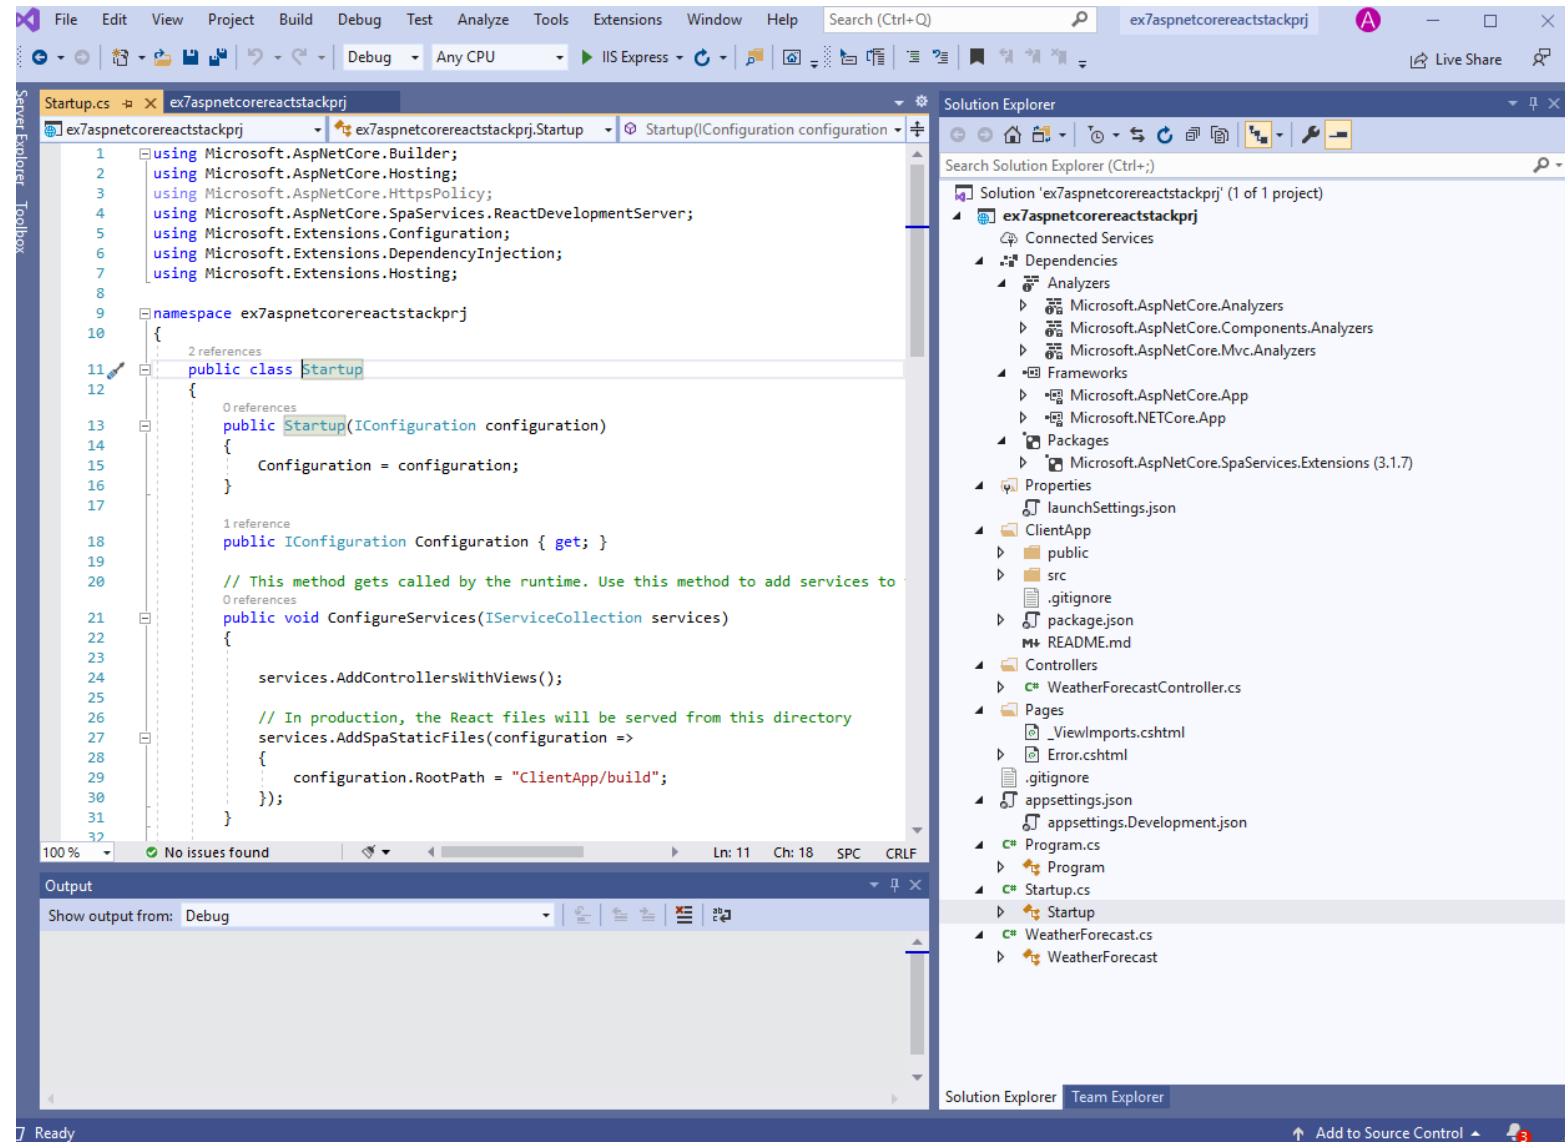 File Edit View Project Build Debug Test Analyze Tools Extensions Window Help Search (Ctrl+Q) ex7aspnetcorereactstackprj A
Debug Any CPU IIS Express Live Share
Server Explorer
Toolbox
Startup.cs ex7aspnetcorereactstackprj
ex7aspnetcorereactstackprj ex7aspnetcorereactstackprj.Startup Startup(IConfiguration configuration
1 using Microsoft.AspNetCore.Builder;
2 using Microsoft.AspNetCore.Hosting;
3 using Microsoft.AspNetCore.HttpsPolicy;
4 using Microsoft.AspNetCore.SpaServices.ReactDevelopmentServer;
5 using Microsoft.Extensions.Configuration;
6 using Microsoft.Extensions.DependencyInjection;
7 using Microsoft.Extensions.Hosting;
8
9 namespace ex7aspnetcorereactstackprj
10 {
2 references
11 public class Startup
12 {
0 references
13 public Startup(IConfiguration configuration)
14 {
15 Configuration = configuration;
16 }
17
1 reference
18 public IConfiguration Configuration { get; }
19
20 // This method gets called by the runtime. Use this method to add services to
0 references
21 public void ConfigureServices(IServiceCollection services)
22 {
23
24 services.AddControllersWithViews();
25
26 // In production, the React files will be served from this directory
27 services.AddSpaStaticFiles(configuration =>
28 {
29 configuration.RootPath = "ClientApp/build";
30 });
31 }
32
100 % No issues found Ln: 11 Ch: 18 SPC CRLF
Output
Show output from: Debug
Solution Explorer
Search Solution Explorer (Ctrl+;)
Solution 'ex7aspnetcorereactstackprj' (1 of 1 project)
ex7aspnetcorereactstackprj
Connected Services
Dependencies
Analyzers
Microsoft.AspNetCore.Analyzers
Microsoft.AspNetCore.Components.Analyzers
Microsoft.AspNetCore.Mvc.Analyzers
Frameworks
Microsoft.AspNetCore.App
Microsoft.NETCore.App
Packages
Microsoft.AspNetCore.SpaServices.Extensions (3.1.7)
Properties
launchSettings.json
ClientApp
public
src
.gitignore
package.json
M↓ README.md
Controllers
C# WeatherForecastController.cs
Pages
_ViewImports.cshtml
Error.cshtml
.gitignore
appsettings.json
appsettings.Development.json
C# Program.cs
Program
C# Startup.cs
Startup
C# WeatherForecast.cs
WeatherForecast
Solution Explorer Team Explorer
Ready Add to Source Control 3